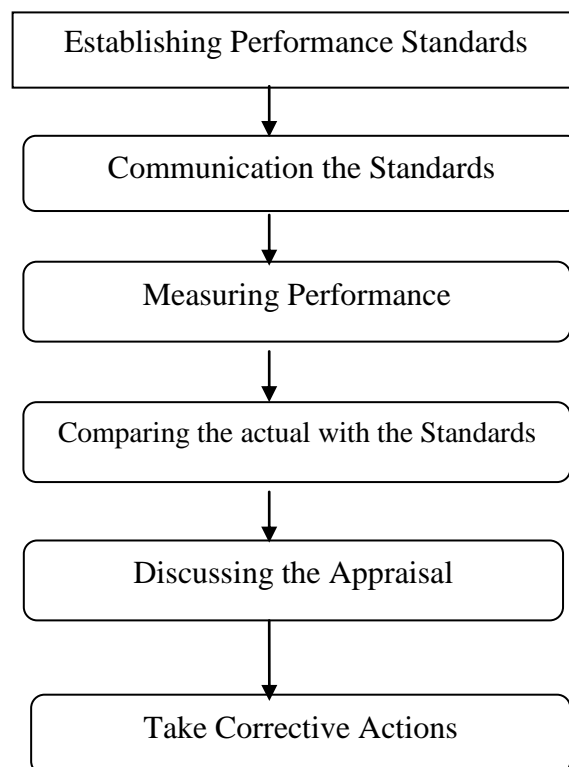 Establishing Performance Standards
Communication the Standards
Measuring Performance
Comparing the actual with the Standards
Discussing the Appraisal
Take Corrective Actions